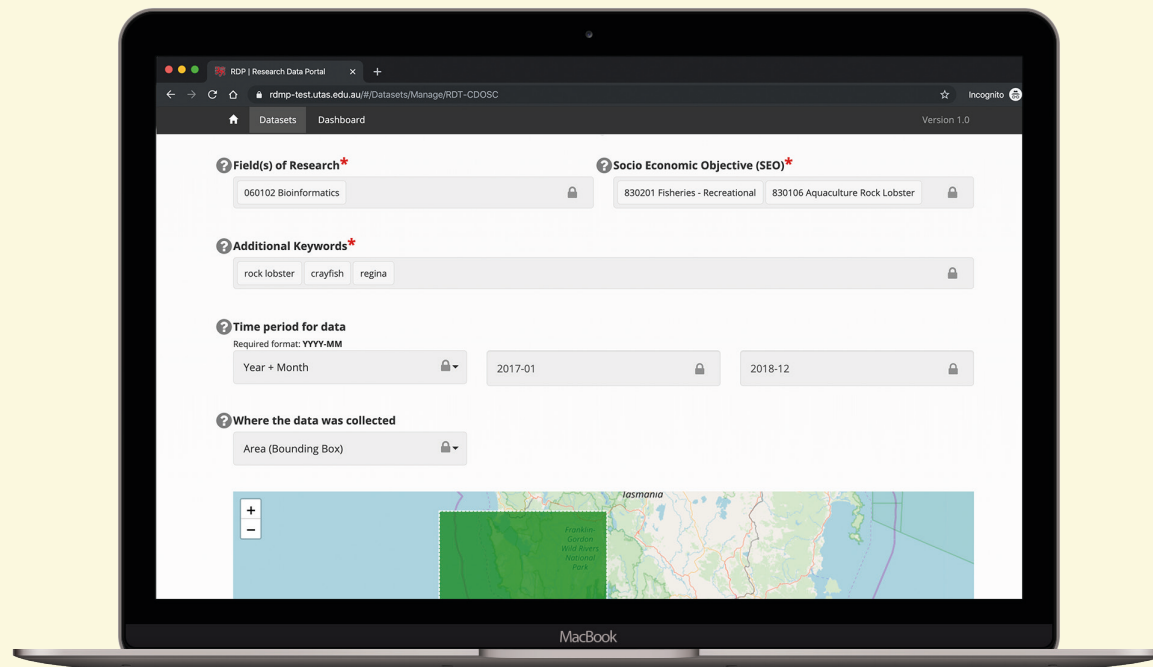 RDP | Research Data Portal
rdmp-test.utas.edu.au/#/Datasets/Manage/RDT-CDOSC
Incognito
Datasets Dashboard Version 1.0
Field(s) of Research* Socio Economic Objective (SEO)*
060102 Bioinformatics 830201 Fisheries - Recreational 830106 Aquaculture Rock Lobster
Additional Keywords*
rock lobster crayfish regina
Time period for data
Required format: YYYY-MM
Year + Month 2017-01 2018-12
Where the data was collected
Area (Bounding Box)
Tasmania
+
−
Franklin-
Gordon
Wild Rivers
National
Park
MacBook